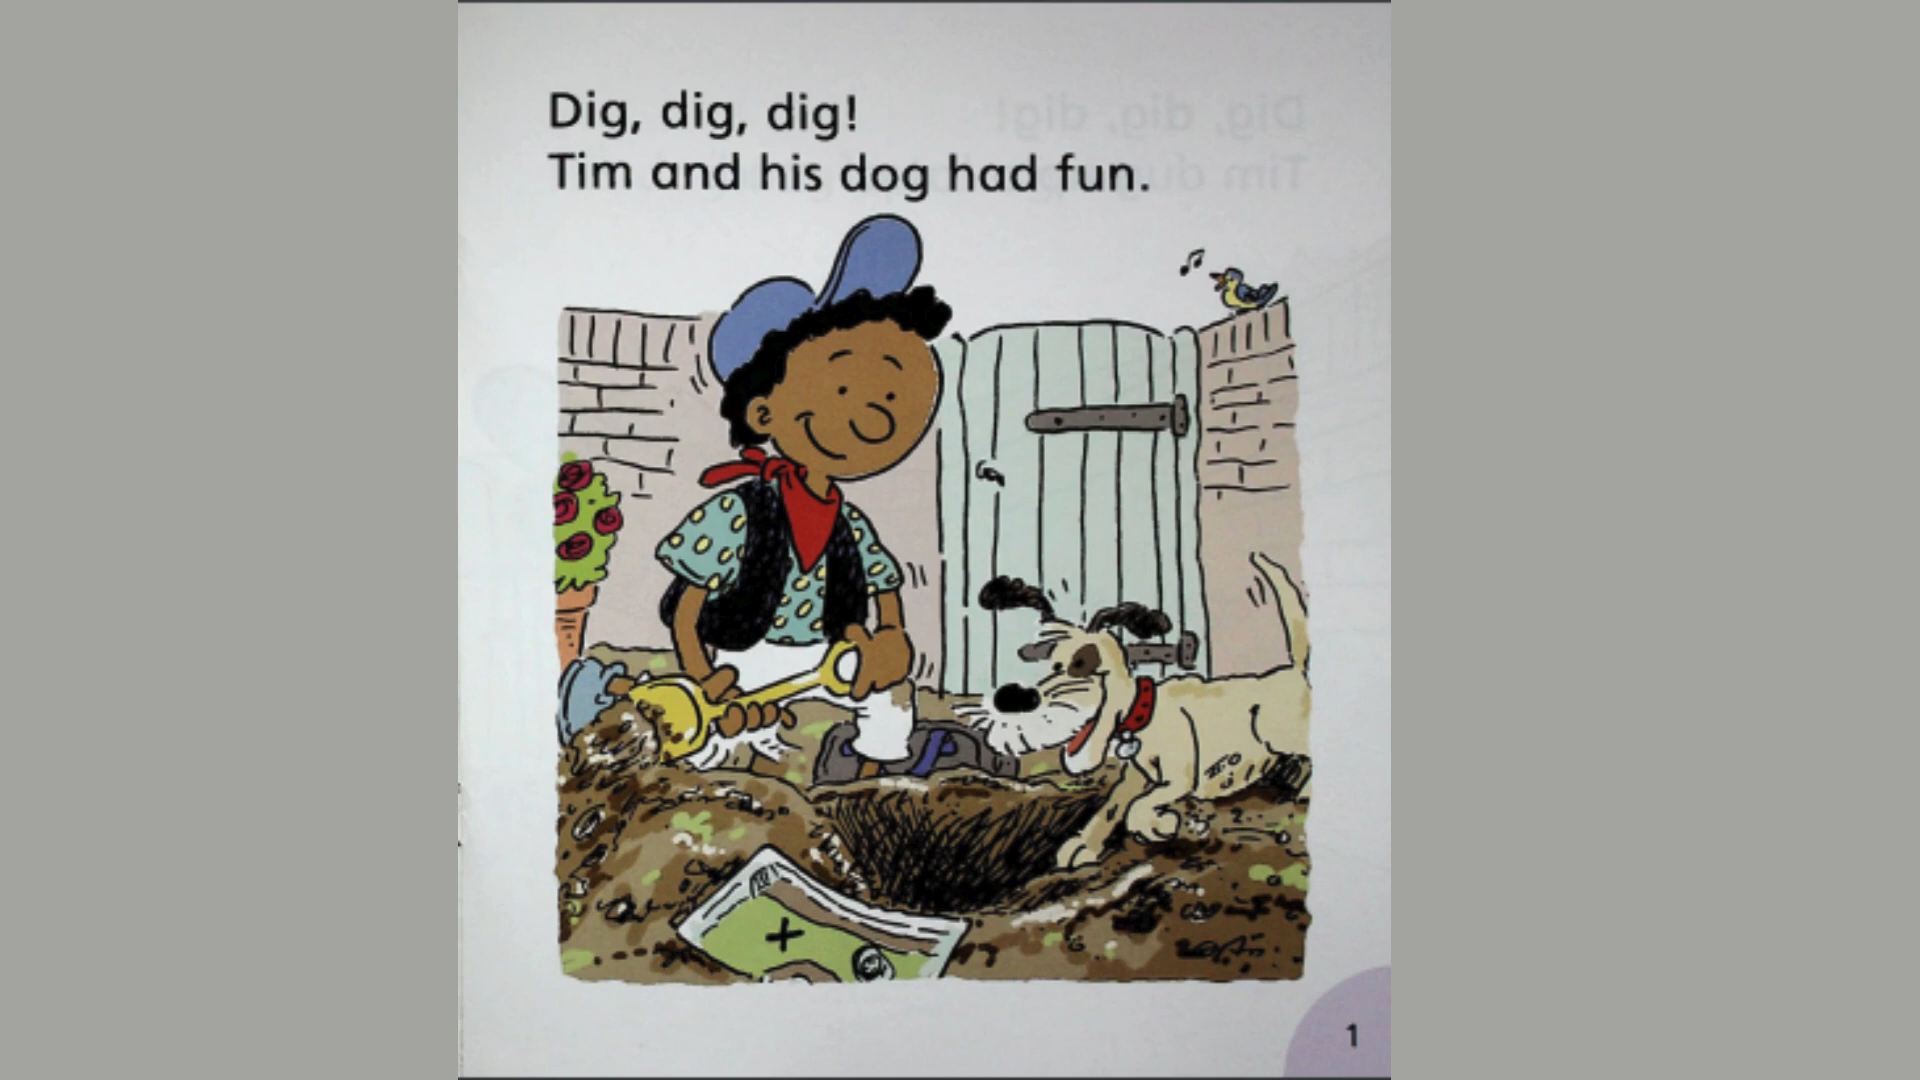 Dig, dig, dig!
Tim and his dog had fun.
1